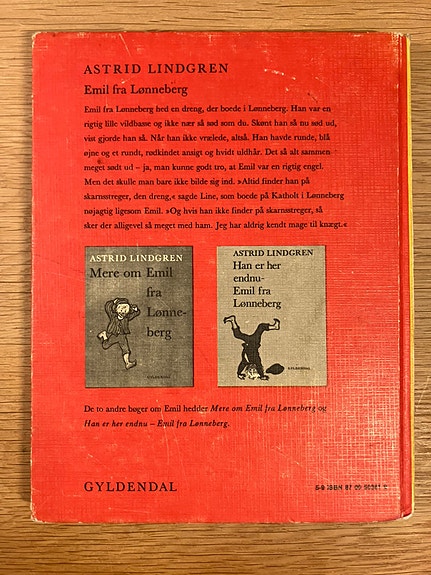 ASTRID LINDGREN
Emil fra Lønneberg
Emil fra Lønneberg hed en dreng, der boede i Lønneberg. Han var en
rigtig lille vildbasse og ikke nær så sød som du. Skønt han så nu sød ud,
vist gjorde han så. Når han ikke vrælede, altså. Han havde runde, blå
øjne og et rundt, rødkindet ansigt og hvidt uldhår. Det så alt sammen
meget sødt ud – ja, man kunne godt tro, at Emil var en rigtig engel.
Men det skulle man bare ikke bilde sig ind. »Altid finder han på
skarnsstreger, den dreng,« sagde Line, som boede på Katholt i Lønneberg
nøjagtig ligesom Emil. »Og hvis han ikke finder på skarnsstreger, så
sker der alligevel så meget med ham. Jeg har aldrig kendt mage til knægt.«
ASTRID LINDGREN
Mere om Emil
fra
Lønne-
berg
GYLDENDAL
ASTRID LINDGREN
Han er her
endnu-
Emil fra
Lønneberg
GYLDENDAL
De to andre bøger om Emil hedder Mere om Emil fra Lønneberg og
Han er her endnu – Emil fra Lønneberg.
GYLDENDAL
ISBN 87 00